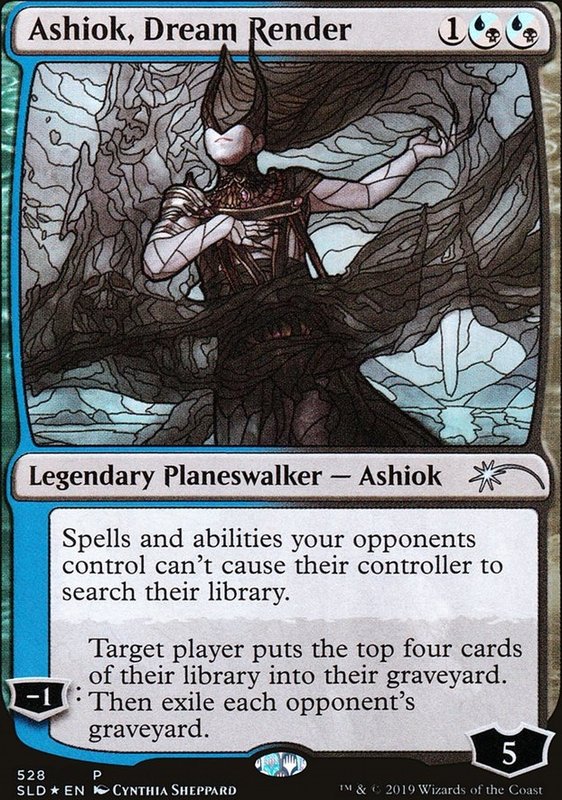 Ashiok, Dream Render 1
Legendary Planeswalker — Ashiok
Spells and abilities your opponents
control can't cause their controller to
search their library.
-1: Target player puts the top four cards
of their library into their graveyard.
Then exile each opponent's
graveyard.
5
528 P
SLD ★ EN Cynthia Sheppard
™ & © 2019 Wizards of the Coast